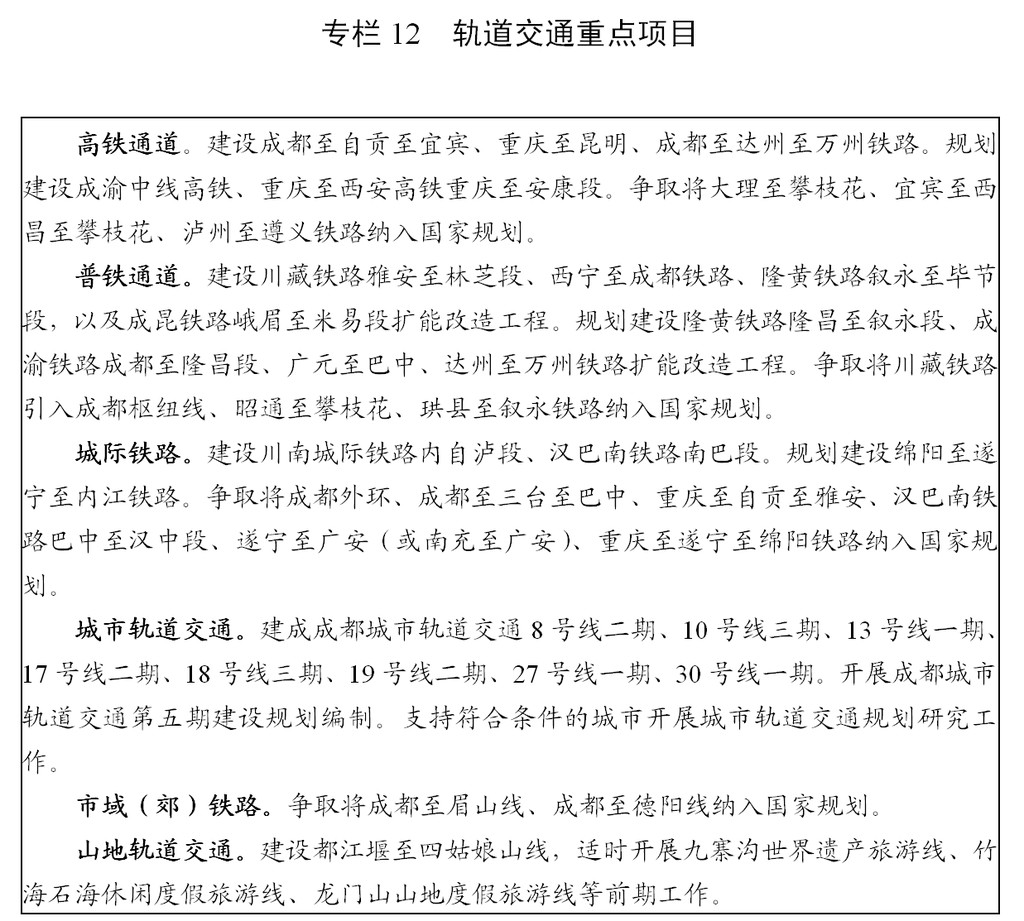 专栏 12　轨道交通重点项目
高铁通道。建设成都至自贡至宜宾、重庆至昆明、成都至达州至万州铁路。规划
建设成渝中线高铁、重庆至西安高铁重庆至安康段。争取将大理至攀枝花、宜宾至西
昌至攀枝花、泸州至遵义铁路纳入国家规划。
普铁通道。建设川藏铁路雅安至林芝段、西宁至成都铁路、隆黄铁路叙永至毕节
段，以及成昆铁路峨眉至米易段扩能改造工程。规划建设隆黄铁路隆昌至叙永段、成
渝铁路成都至隆昌段、广元至巴中、达州至万州铁路扩能改造工程。争取将川藏铁路
引入成都枢纽线、昭通至攀枝花、珙县至叙永铁路纳入国家规划。
城际铁路。建设川南城际铁路内自泸段、汉巴南铁路南巴段。规划建设绵阳至遂
宁至内江铁路。争取将成都外环、成都至三台至巴中、重庆至自贡至雅安、汉巴南铁
路巴中至汉中段、遂宁至广安（或南充至广安）、重庆至遂宁至绵阳铁路纳入国家规
划。
城市轨道交通。建成成都城市轨道交通 8 号线二期、10 号线三期、13 号线一期、
17 号线二期、18 号线三期、19 号线二期、27 号线一期、30 号线一期。开展成都城市
轨道交通第五期建设规划编制。支持符合条件的城市开展城市轨道交通规划研究工
作。
市域（郊）铁路。争取将成都至眉山线、成都至德阳线纳入国家规划。
山地轨道交通。建设都江堰至四姑娘山线，适时开展九寨沟世界遗产旅游线、竹
海石海休闲度假旅游线、龙门山山地度假旅游线等前期工作。